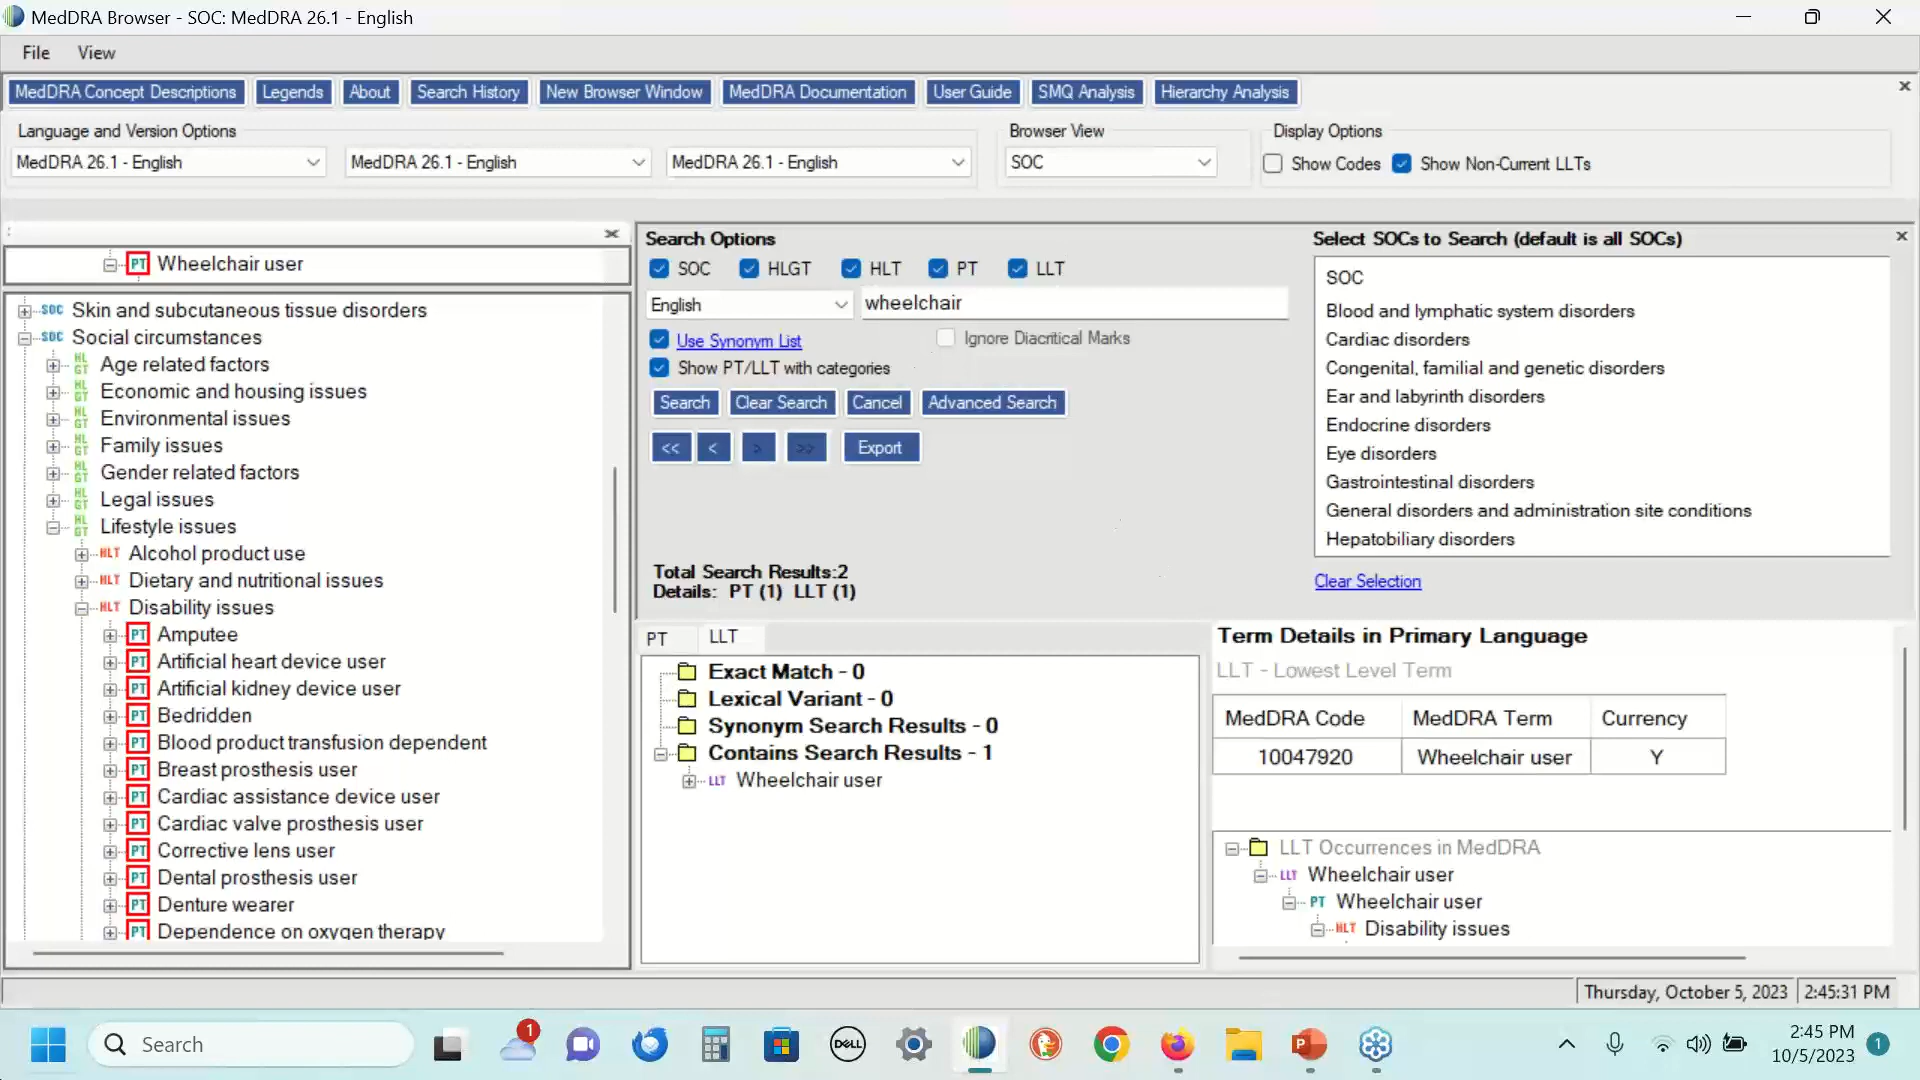 MedDRA Browser - SOC: MedDRA 26.1 - English
File View
MedDRA Concept Descriptions Legends About Search History New Browser Window MedDRA Documentation User Guide SMQ Analysis Hierarchy Analysis
Language and Version Options
MedDRA 26.1 - English MedDRA 26.1 - English MedDRA 26.1 - English
Browser View
SOC
Display Options
Show Codes Show Non-Current LLTs
PT Wheelchair user
SOC Skin and subcutaneous tissue disorders
SOC Social circumstances
HLGT Age related factors
HLGT Economic and housing issues
HLGT Environmental issues
HLGT Family issues
HLGT Gender related factors
HLGT Legal issues
HLGT Lifestyle issues
HLT Alcohol product use
HLT Dietary and nutritional issues
HLT Disability issues
PT Amputee
PT Artificial heart device user
PT Artificial kidney device user
PT Bedridden
PT Blood product transfusion dependent
PT Breast prosthesis user
PT Cardiac assistance device user
PT Cardiac valve prosthesis user
PT Corrective lens user
PT Dental prosthesis user
PT Denture wearer
PT Dependence on oxygen therapy
Search Options
SOC HLGT HLT PT LLT
English wheelchair
Use Synonym List Ignore Diacritical Marks
Show PT/LLT with categories
Search Clear Search Cancel Advanced Search
<< < > >> Export
Total Search Results:2
Details: PT (1) LLT (1)
Select SOCs to Search (default is all SOCs)
SOC
Blood and lymphatic system disorders
Cardiac disorders
Congenital, familial and genetic disorders
Ear and labyrinth disorders
Endocrine disorders
Eye disorders
Gastrointestinal disorders
General disorders and administration site conditions
Hepatobiliary disorders
Clear Selection
PT LLT
Exact Match - 0
Lexical Variant - 0
Synonym Search Results - 0
Contains Search Results - 1
LLT Wheelchair user
Term Details in Primary Language
LLT - Lowest Level Term
MedDRA Code MedDRA Term Currency
10047920 Wheelchair user Y
LLT Occurrences in MedDRA
LLT Wheelchair user
PT Wheelchair user
HLT Disability issues
Thursday, October 5, 2023 2:45:31 PM
Search
1
DELL
P
2:45 PM
10/5/2023
1